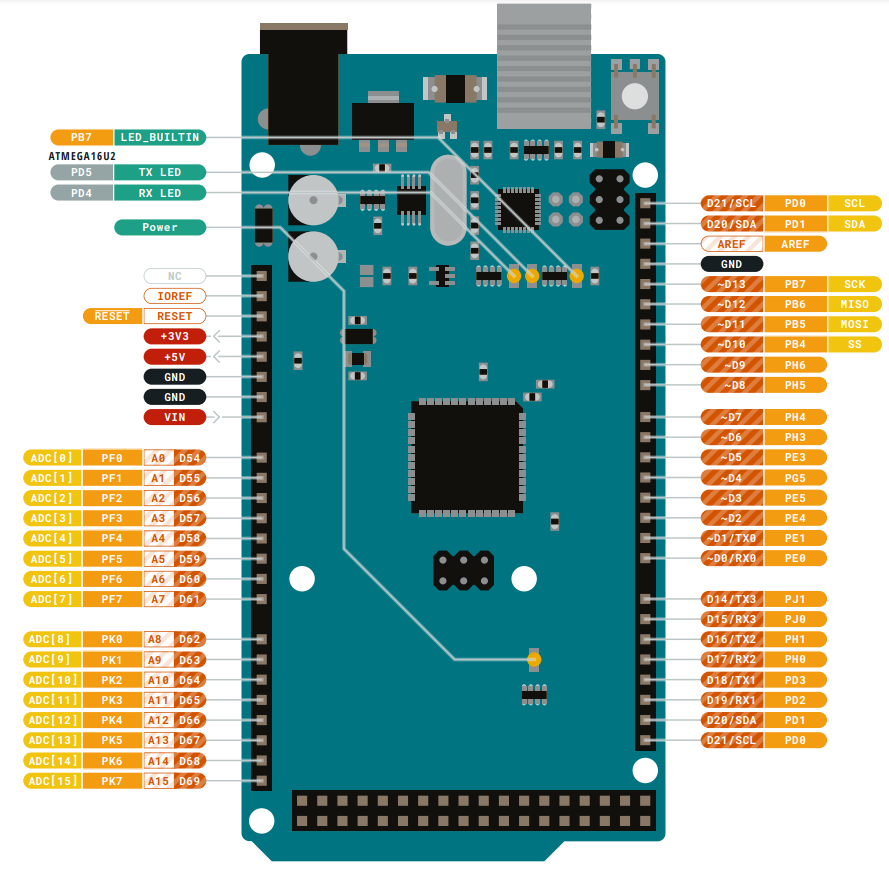 PB7 LED_BUILTIN
ATMEGA16U2
PD5 TX LED
PD4 RX LED
Power
NC
IOREF
RESET RESET
+3V3
+5V
GND
GND
VIN
ADC[0] PF0 A0 D54
ADC[1] PF1 A1 D55
ADC[2] PF2 A2 D56
ADC[3] PF3 A3 D57
ADC[4] PF4 A4 D58
ADC[5] PF5 A5 D59
ADC[6] PF6 A6 D60
ADC[7] PF7 A7 D61
ADC[8] PK0 A8 D62
ADC[9] PK1 A9 D63
ADC[10] PK2 A10 D64
ADC[11] PK3 A11 D65
ADC[12] PK4 A12 D66
ADC[13] PK5 A13 D67
ADC[14] PK6 A14 D68
ADC[15] PK7 A15 D69
D21/SCL PD0 SCL
D20/SDA PD1 SDA
AREF AREF
GND
~D13 PB7 SCK
~D12 PB6 MISO
~D11 PB5 MOSI
~D10 PB4 SS
~D9 PH6
~D8 PH5
~D7 PH4
~D6 PH3
~D5 PE3
~D4 PG5
~D3 PE5
~D2 PE4
~D1/TX0 PE1
~D0/RX0 PE0
D14/TX3 PJ1
D15/RX3 PJ0
D16/TX2 PH1
D17/RX2 PH0
D18/TX1 PD3
D19/RX1 PD2
D20/SDA PD1
D21/SCL PD0